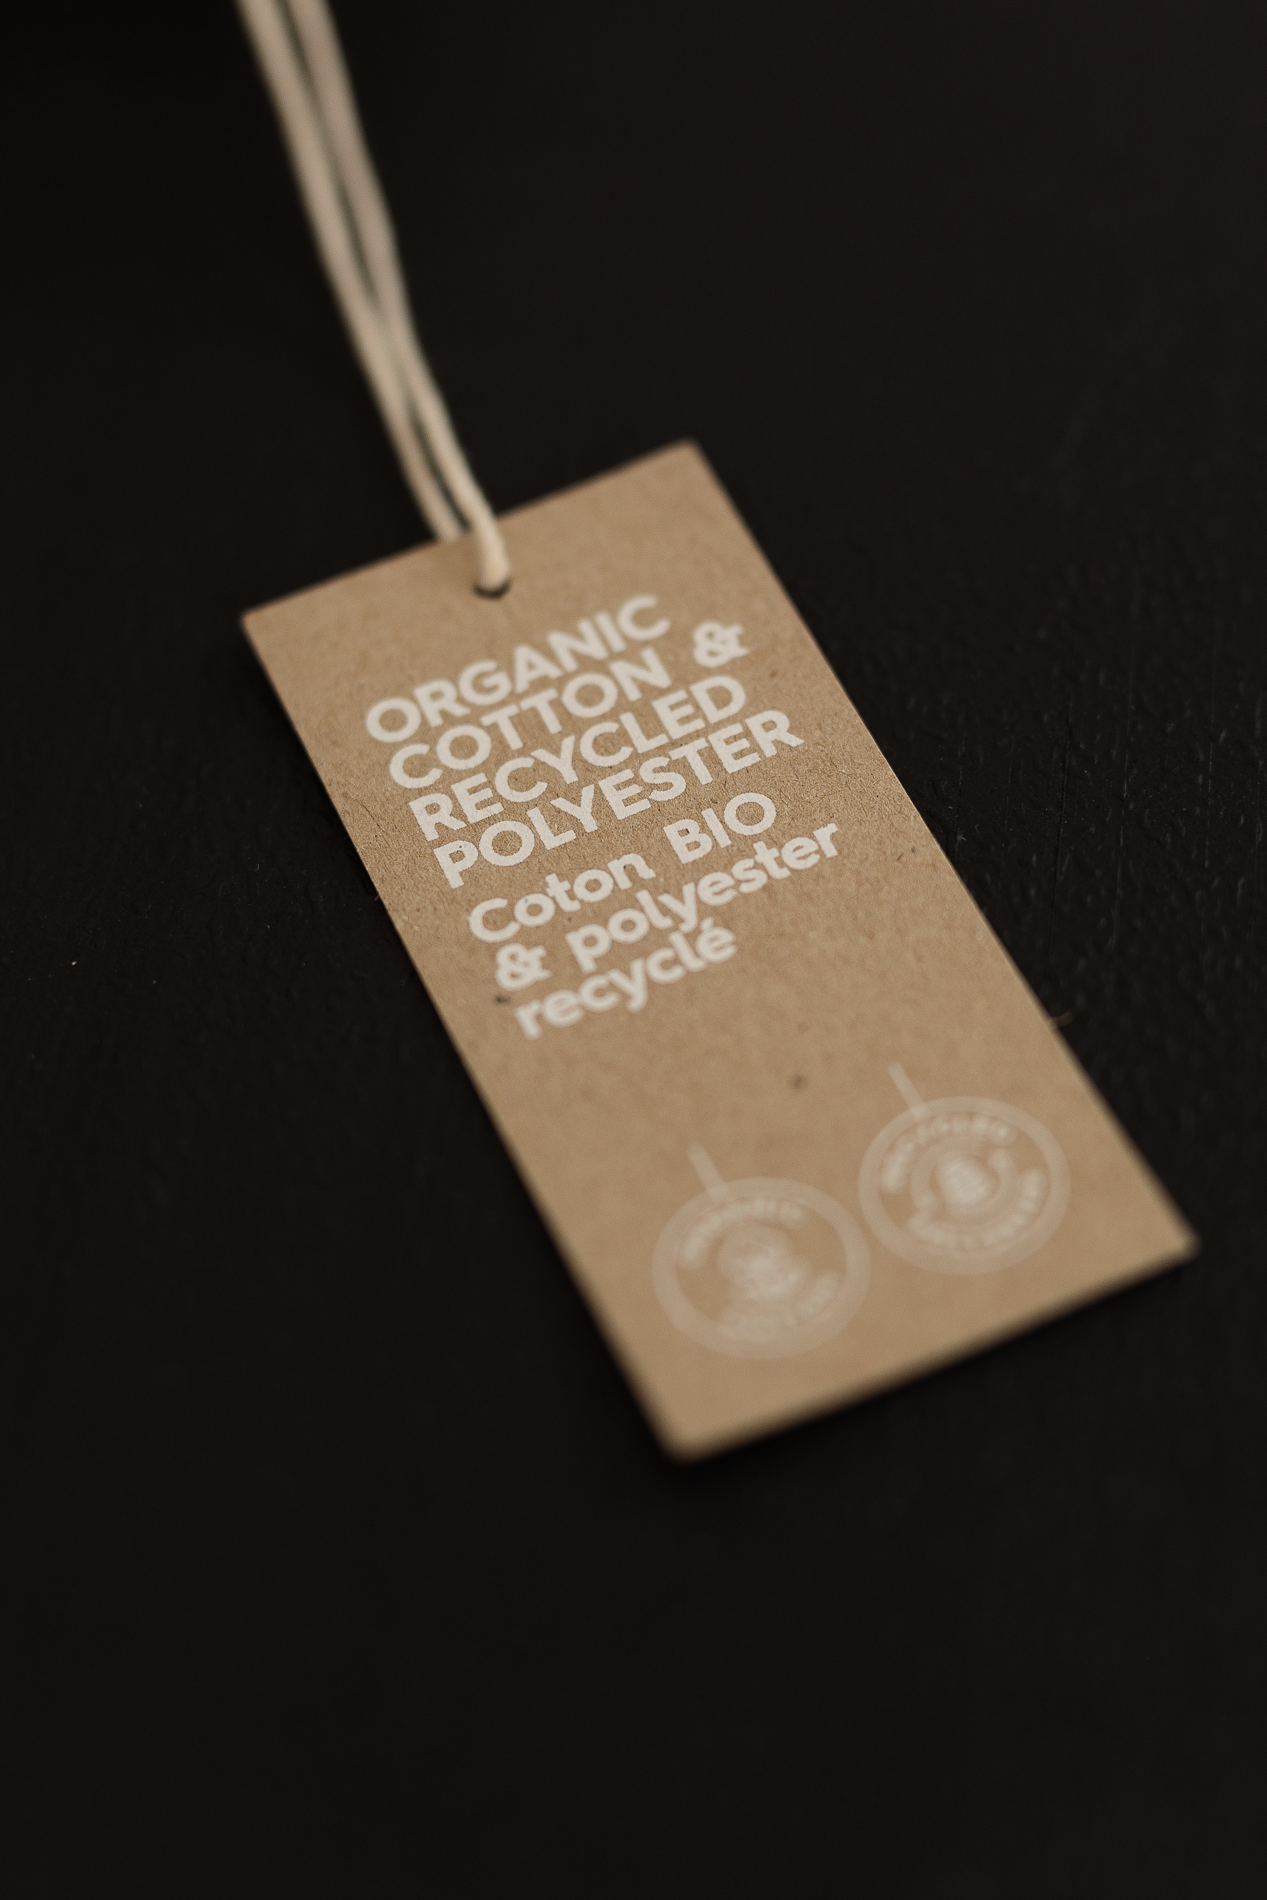 ORGANIC
COTTON &
RECYCLED
POLYESTER
Coton BIO
& polyester
recyclé